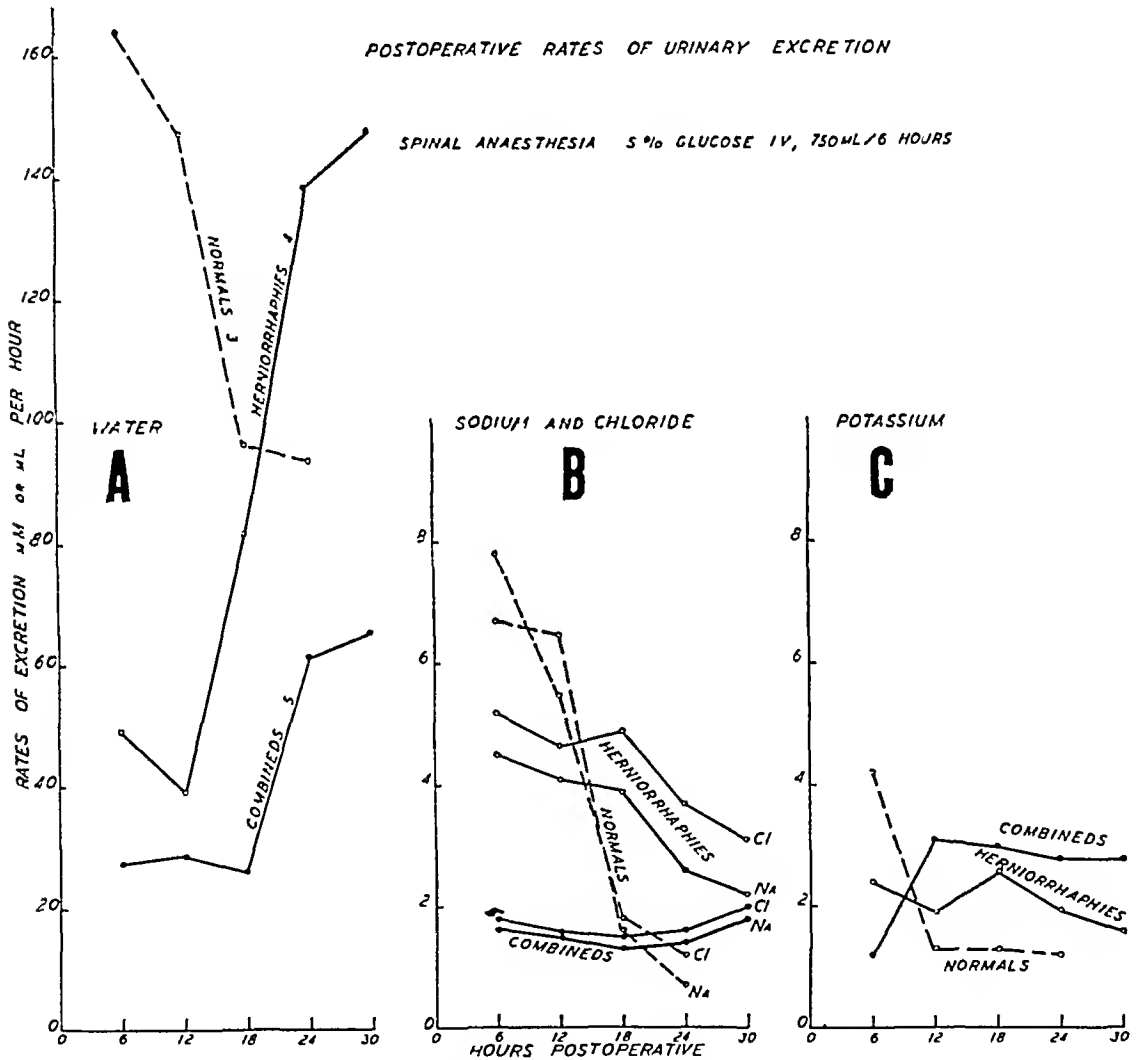 POSTOPERATIVE RATES OF URINARY EXCRETION
SPINAL ANAESTHESIA 5% GLUCOSE IV, 750ML/6 HOURS
RATES OF EXCRETION MM OR ML PER HOUR
160
140
120
100
80
60
40
20
0
WATER
A
NORMALS 3
HERNIORRHAPHIES 4
COMBINEDS 5
0 6 12 18 24 30
SODIUM AND CHLORIDE
B
8
6
4
2
0
HERNIORRHAPHIES
NORMALS
COMBINEDS
Cl
NA
Cl
NA
Cl
NA
0 6 12 18 24 30
POTASSIUM
C
8
6
4
2
0
COMBINEDS
HERNIORRHAPHIES
NORMALS
0 6 12 18 24 30
HOURS POSTOPERATIVE